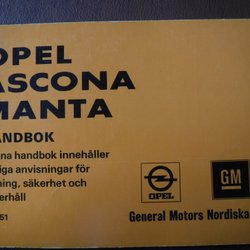 OPEL
ASCONA
MANTA
ANDBOK
na handbok innehåller
iga anvisningar för
ning, säkerhet och
erhåll
OPEL
GM
51
General Motors Nordiska